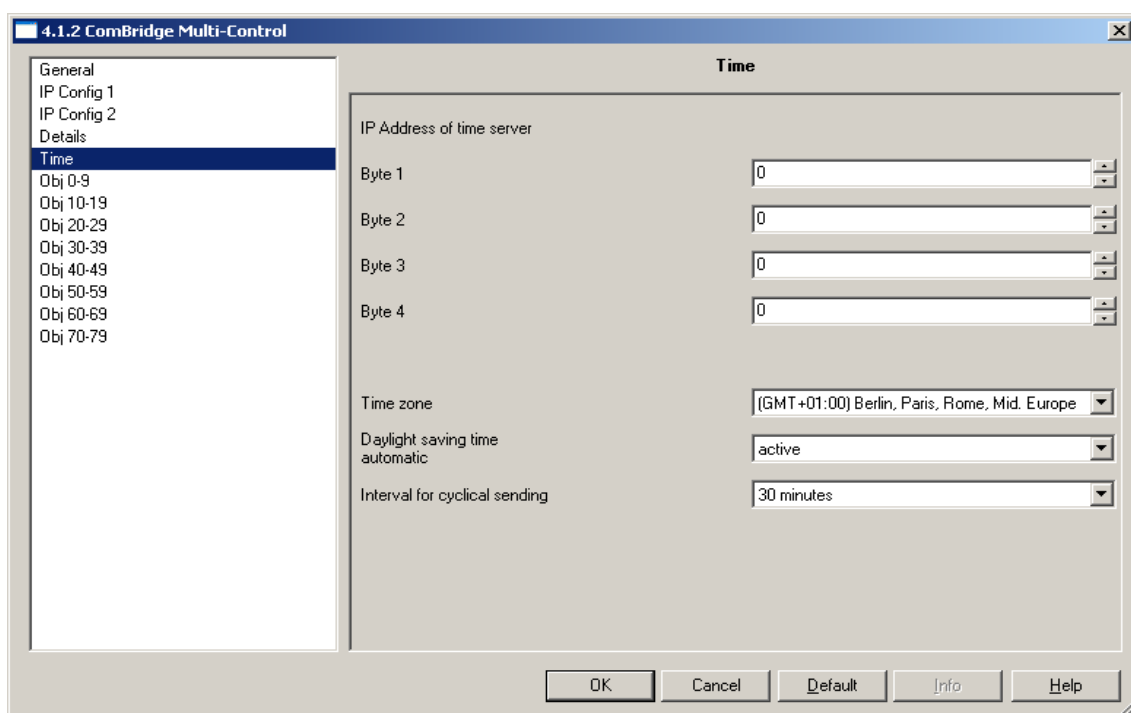 4.1.2 ComBridge Multi-Control
General
IP Config 1
IP Config 2
Details
Time
Obj 0-9
Obj 10-19
Obj 20-29
Obj 30-39
Obj 40-49
Obj 50-59
Obj 60-69
Obj 70-79
Time
IP Address of time server
Byte 1 0
Byte 2 0
Byte 3 0
Byte 4 0
Time zone (GMT+01:00) Berlin, Paris, Rome, Mid. Europe
Daylight saving time
automatic active
Interval for cyclical sending 30 minutes
OK Cancel Default Info Help